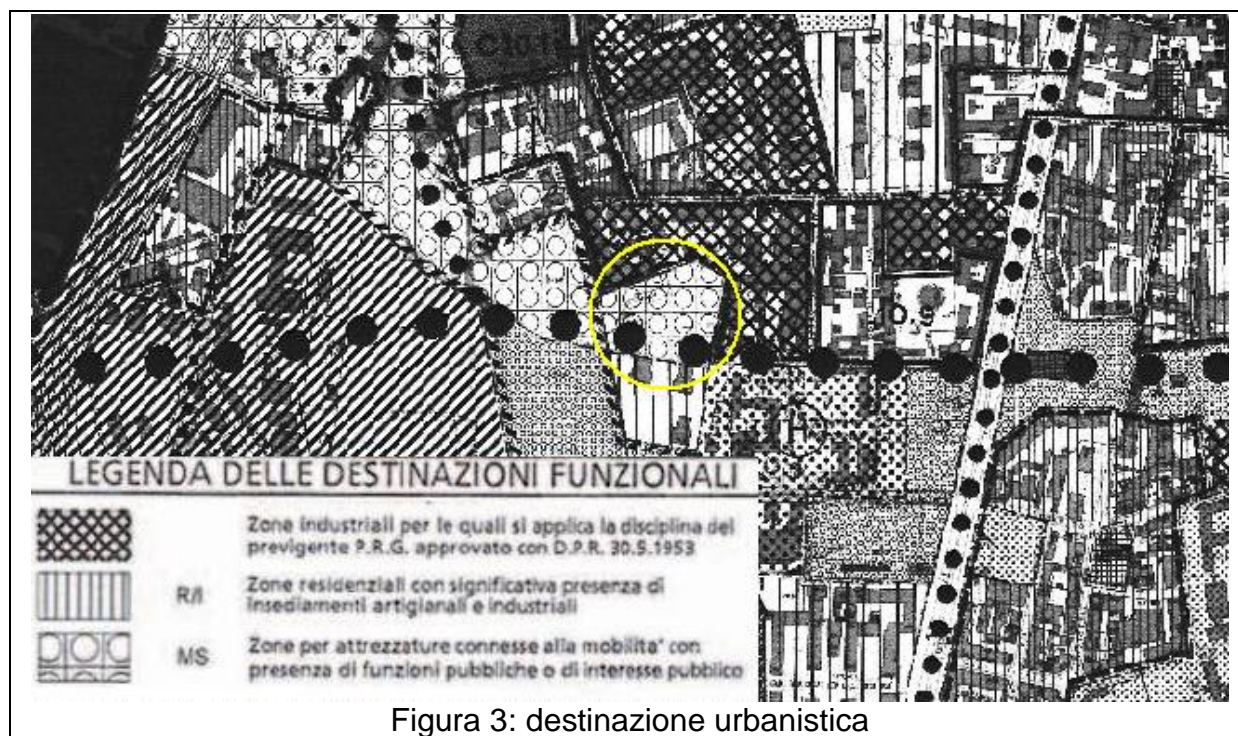 LEGENDA DELLE DESTINAZIONI FUNZIONALI
Zone industriali per le quali si applica la disciplina del
previgente P.R.G. approvato con D.P.R. 30.5.1953
R/I
Zone residenziali con significativa presenza di
insediamenti artigianali e industriali
MS
Zone per attrezzature connesse alla mobilita' con
presenza di funzioni pubbliche o di interesse pubblico
Figura 3: destinazione urbanistica